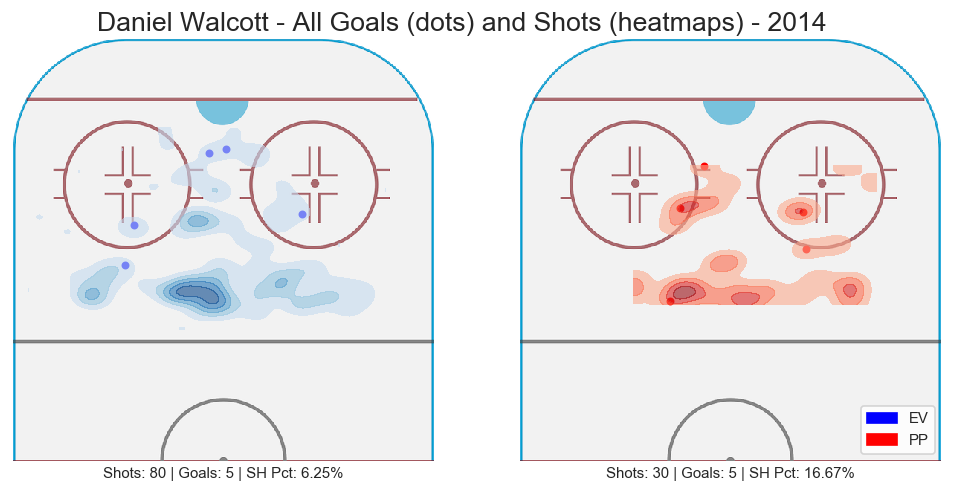 Daniel Walcott - All Goals (dots) and Shots (heatmaps) - 2014
EV
PP
Shots: 80 | Goals: 5 | SH Pct: 6.25%
Shots: 30 | Goals: 5 | SH Pct: 16.67%